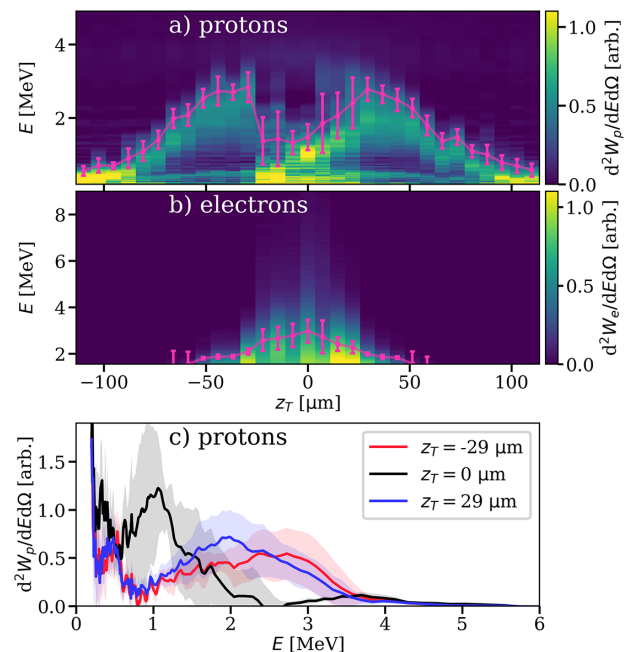 a) protons
E [MeV]
4
2
d²Wₚ/dEdΩ [arb.]
1.0
0.5
0.0
b) electrons
E [MeV]
8
6
4
2
d²Wₑ/dEdΩ [arb.]
1.0
0.5
0.0
−100 −50 0 50 100
z_T [µm]
c) protons
d²Wₚ/dEdΩ [arb.]
1.5
1.0
0.5
0.0
z_T = -29 µm
z_T = 0 µm
z_T = 29 µm
0 1 2 3 4 5 6
E [MeV]